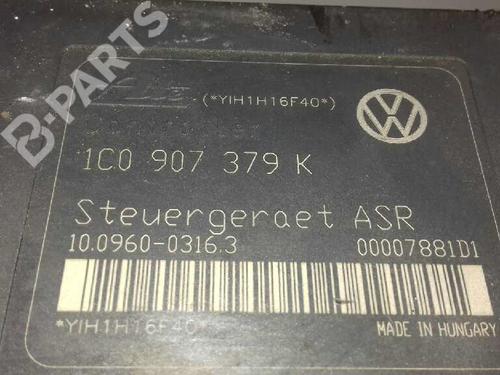 B-PARTS
(*YIH1H16F40*)
1C0 907 379 K
Steuergeraet ASR
10.0960-0316.3 00007881D1
*YIH1H16F40*
MADE IN HUNGARY